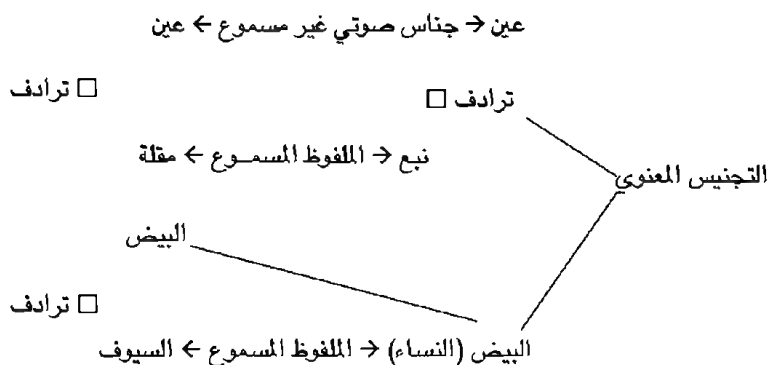 عين → جناس صوتي غير مسموع ← عين
ترادف □ □ ترادف
نبع → الملفوظ المسموع ← مقلة
التجنيس المعنوي
البيض
□ ترادف
البيض (النساء) → الملفوظ المسموع ← السيوف